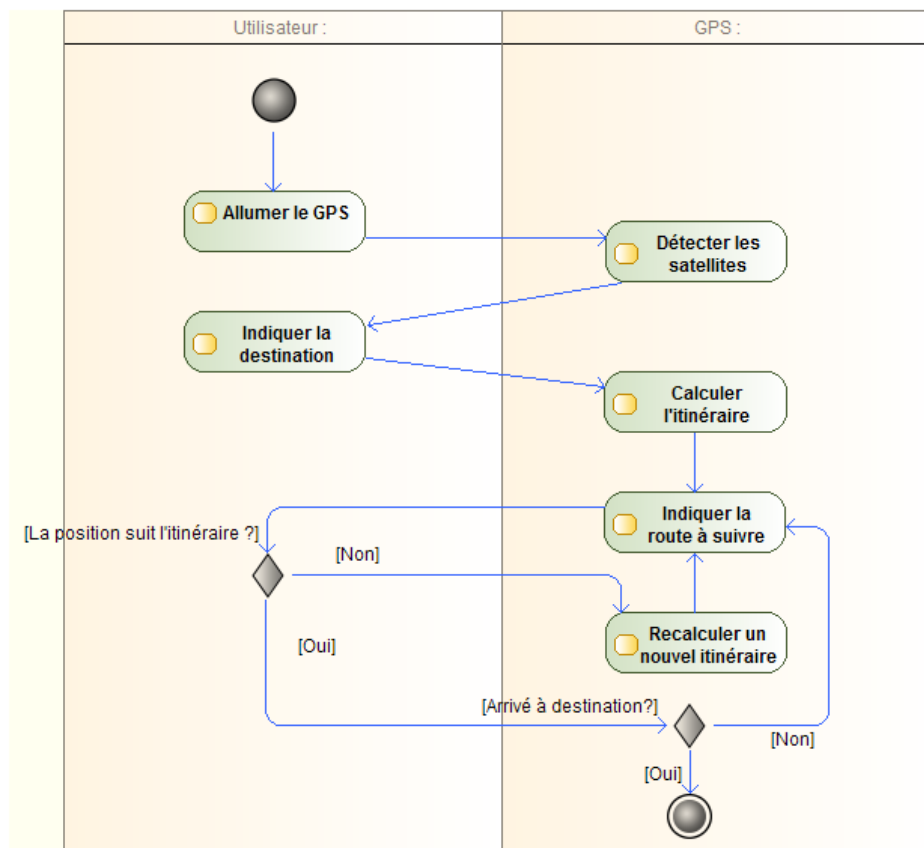 Utilisateur :
GPS :
Allumer le GPS
Détecter les
satellites
Indiquer la
destination
Calculer
l'itinéraire
Indiquer la
route à suivre
[La position suit l'itinéraire ?]
[Non]
Recalculer un
nouvel itinéraire
[Oui]
[Arrivé à destination?]
[Non]
[Oui]